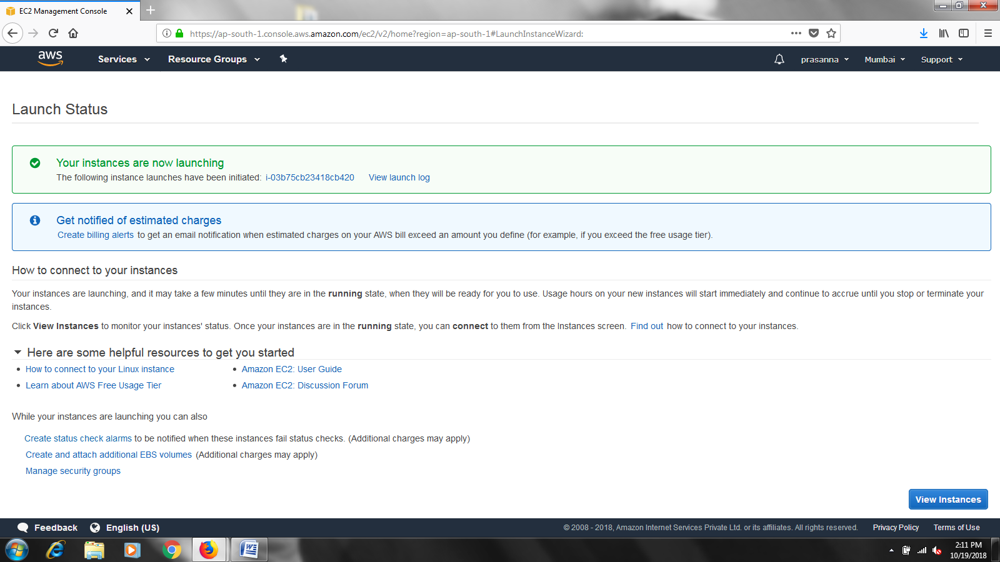 EC2 Management Console
https://ap-south-1.console.aws.amazon.com/ec2/v2/home?region=ap-south-1#LaunchInstanceWizard:
aws Services Resource Groups prasanna Mumbai Support
Launch Status
Your instances are now launching
The following instance launches have been initiated: i-03b75cb23418cb420 View launch log
Get notified of estimated charges
Create billing alerts to get an email notification when estimated charges on your AWS bill exceed an amount you define (for example, if you exceed the free usage tier).
How to connect to your instances
Your instances are launching, and it may take a few minutes until they are in the running state, when they will be ready for you to use. Usage hours on your new instances will start immediately and continue to accrue until you stop or terminate your
instances.
Click View Instances to monitor your instances' status. Once your instances are in the running state, you can connect to them from the Instances screen. Find out how to connect to your instances.
Here are some helpful resources to get you started
How to connect to your Linux instance
Amazon EC2: User Guide
Learn about AWS Free Usage Tier
Amazon EC2: Discussion Forum
While your instances are launching you can also
Create status check alarms to be notified when these instances fail status checks. (Additional charges may apply)
Create and attach additional EBS volumes (Additional charges may apply)
Manage security groups
View Instances
Feedback English (US) © 2008 - 2018, Amazon Internet Services Private Ltd. or its affiliates. All rights reserved. Privacy Policy Terms of Use
2:11 PM
10/19/2018